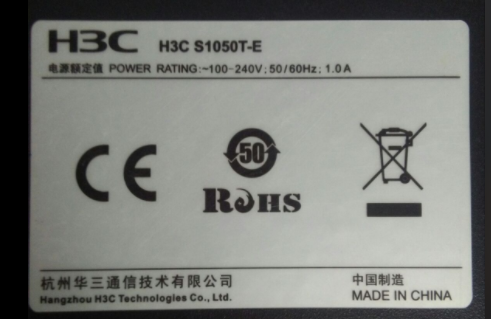 H3C H3C S1050T-E
电源额定值 POWER RATING:~100-240V; 50/60Hz; 1.0A
CE
50
RoHS
杭州华三通信技术有限公司 中国制造
Hangzhou H3C Technologies Co., Ltd. MADE IN CHINA